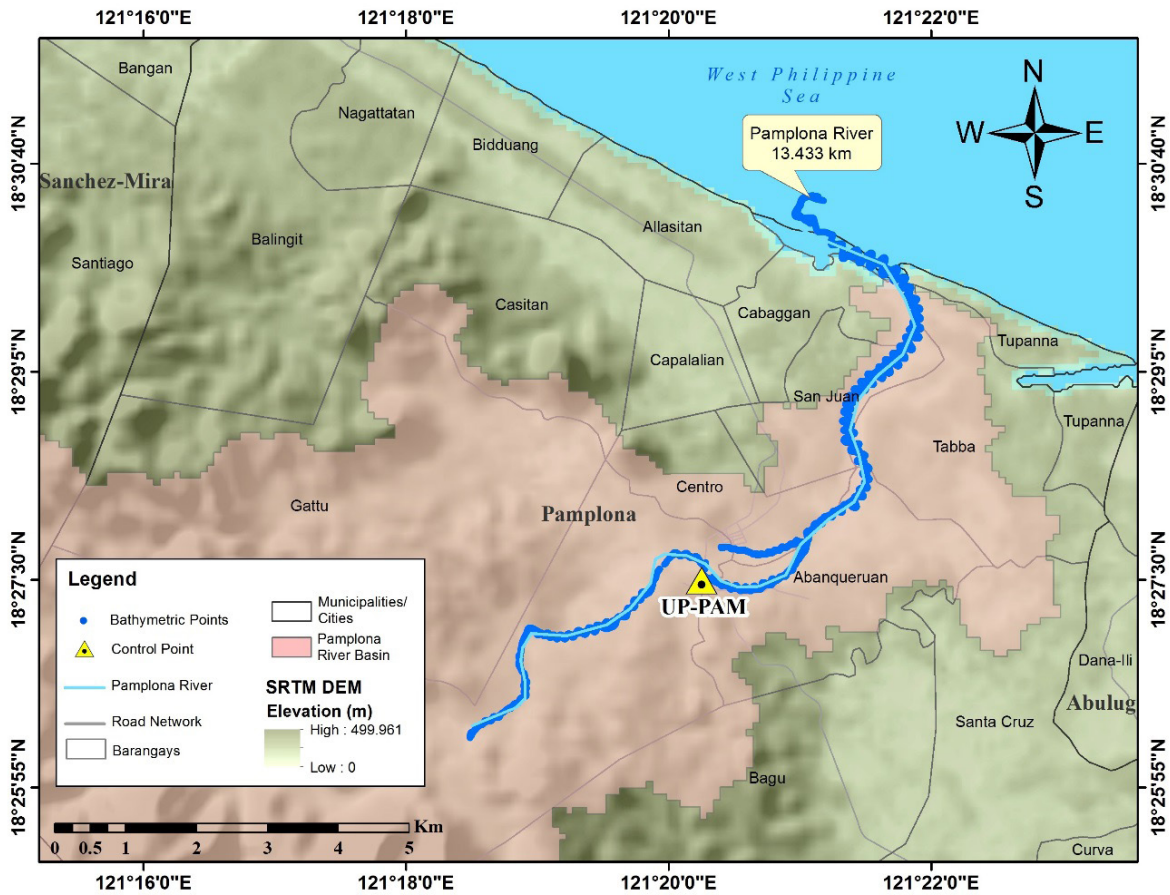 121°16'0"E 121°18'0"E 121°20'0"E 121°22'0"E
Bangan
West Philippine
Sea
N
Nagattatan
Pamplona River
13.433 km
W E
18°30'40"N 18°30'40"N
Bidduang
Sanchez-Mira
S
Allasitan
Balingit
Santiago
Casitan
Cabaggan
Tupanna
Capalalian
18°29'5"N 18°29'5"N
San Juan
Tupanna
Tabba
Centro
Gattu
Pamplona
18°27'30"N 18°27'30"N
Abanqueruan
UP-PAM
Dana-Ili
Abulug
Santa Cruz
Bagu
18°25'55"N 18°25'55"N
Curva
Legend
Bathymetric Points
Control Point
Pamplona River
Road Network
Barangays
Municipalities/
Cities
Pamplona
River Basin
SRTM DEM
Elevation (m)
High : 499.961
Low : 0
Km
0 0.5 1 2 3 4 5
121°16'0"E 121°18'0"E 121°20'0"E 121°22'0"E